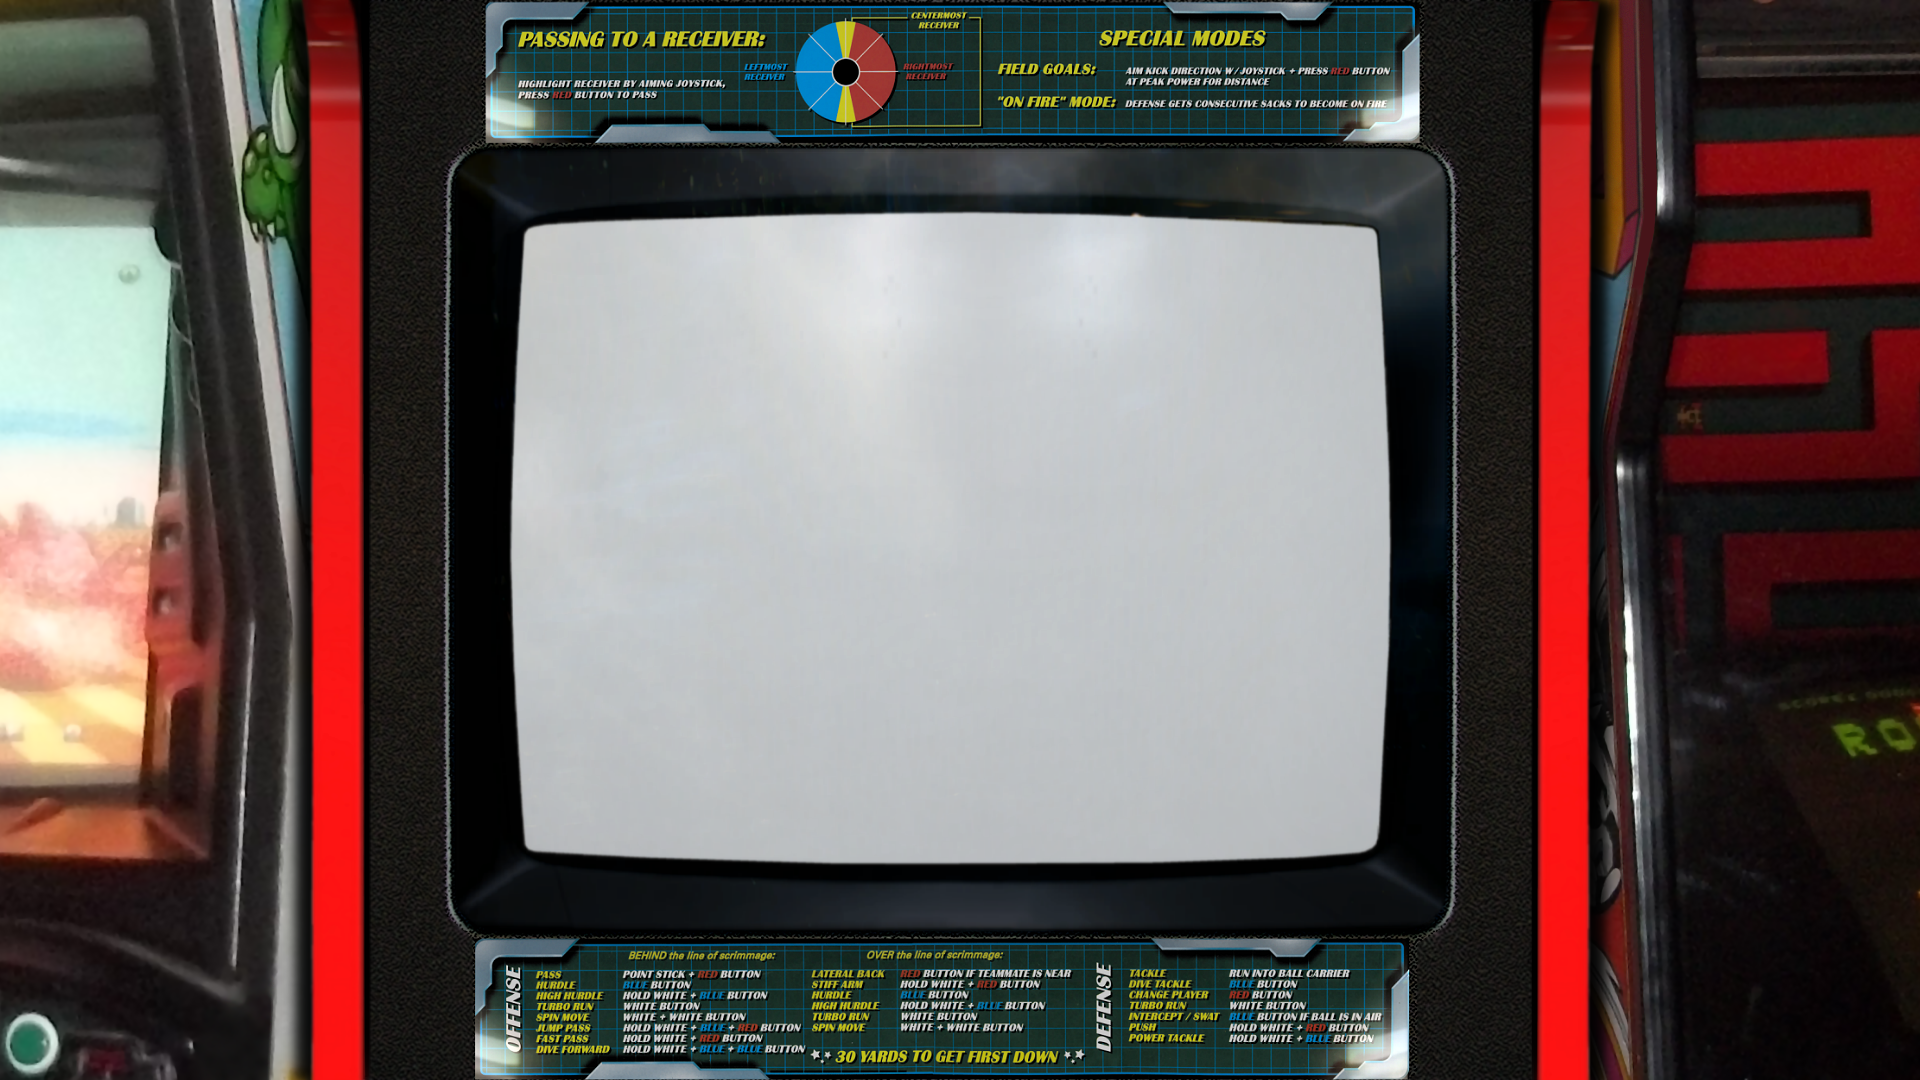 PASSING TO A RECEIVER:
HIGHLIGHT RECEIVER BY AIMING JOYSTICK,
PRESS RED BUTTON TO PASS
LEFTMOST
RECEIVER
CENTERMOST
RECEIVER
RIGHTMOST
RECEIVER
SPECIAL MODES
FIELD GOALS: AIM KICK DIRECTION W/JOYSTICK + PRESS RED BUTTON
AT PEAK POWER FOR DISTANCE
"ON FIRE" MODE: DEFENSE GETS CONSECUTIVE SACKS TO BECOME ON FIRE
OFFENSE
BEHIND the line of scrimmage:
PASS POINT STICK + RED BUTTON
HURDLE BLUE BUTTON
HIGH HURDLE HOLD WHITE + BLUE BUTTON
TURBO RUN WHITE BUTTON
SPIN MOVE WHITE + WHITE BUTTON
JUMP PASS HOLD WHITE + BLUE + RED BUTTON
FAST PASS HOLD WHITE + RED BUTTON
DIVE FORWARD HOLD WHITE + BLUE + BLUE BUTTON
OVER the line of scrimmage:
LATERAL BACK RED BUTTON IF TEAMMATE IS NEAR
STIFF ARM HOLD WHITE + RED BUTTON
HURDLE BLUE BUTTON
HIGH HURDLE HOLD WHITE + BLUE BUTTON
TURBO RUN WHITE BUTTON
SPIN MOVE WHITE + WHITE BUTTON
30 YARDS TO GET FIRST DOWN
DEFENSE
TACKLE RUN INTO BALL CARRIER
DIVE TACKLE BLUE BUTTON
CHANGE PLAYER RED BUTTON
TURBO RUN WHITE BUTTON
INTERCEPT / SWAT BLUE BUTTON IF BALL IS IN AIR
PUSH HOLD WHITE + RED BUTTON
POWER TACKLE HOLD WHITE + BLUE BUTTON